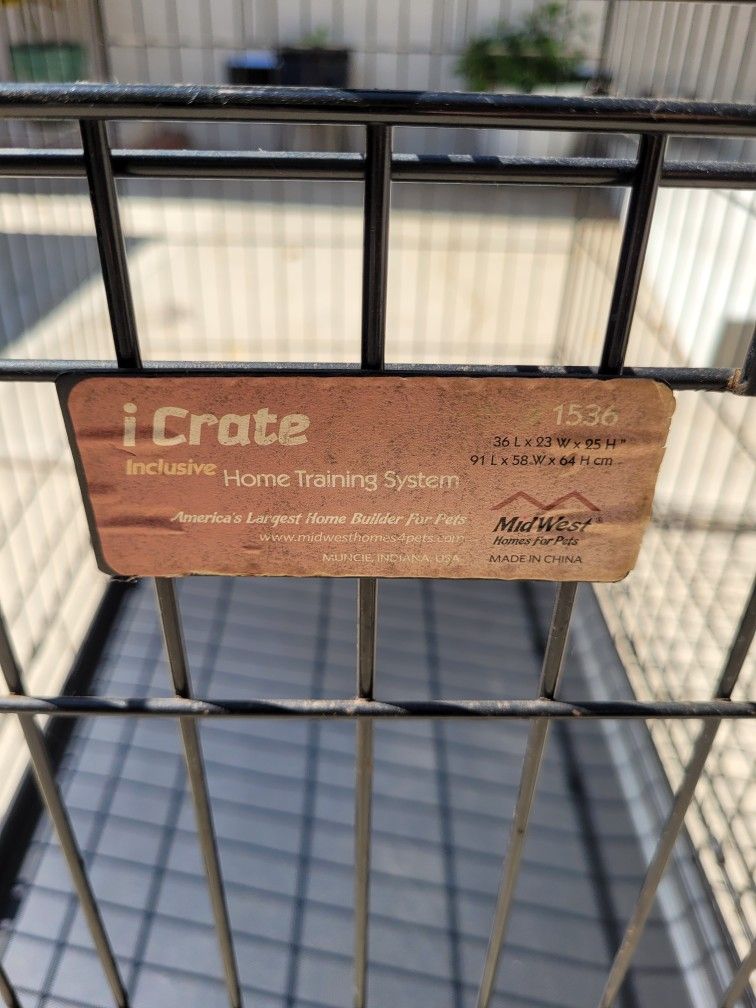 i Crate
1536
36 L x 23 W x 25 H "
91 L x 58 W x 64 H cm
Inclusive Home Training System
America's Largest Home Builder For Pets
www.midwesthomes4pets.com
MUNCIE, INDIANA, USA
MidWest®
Homes For Pets
MADE IN CHINA